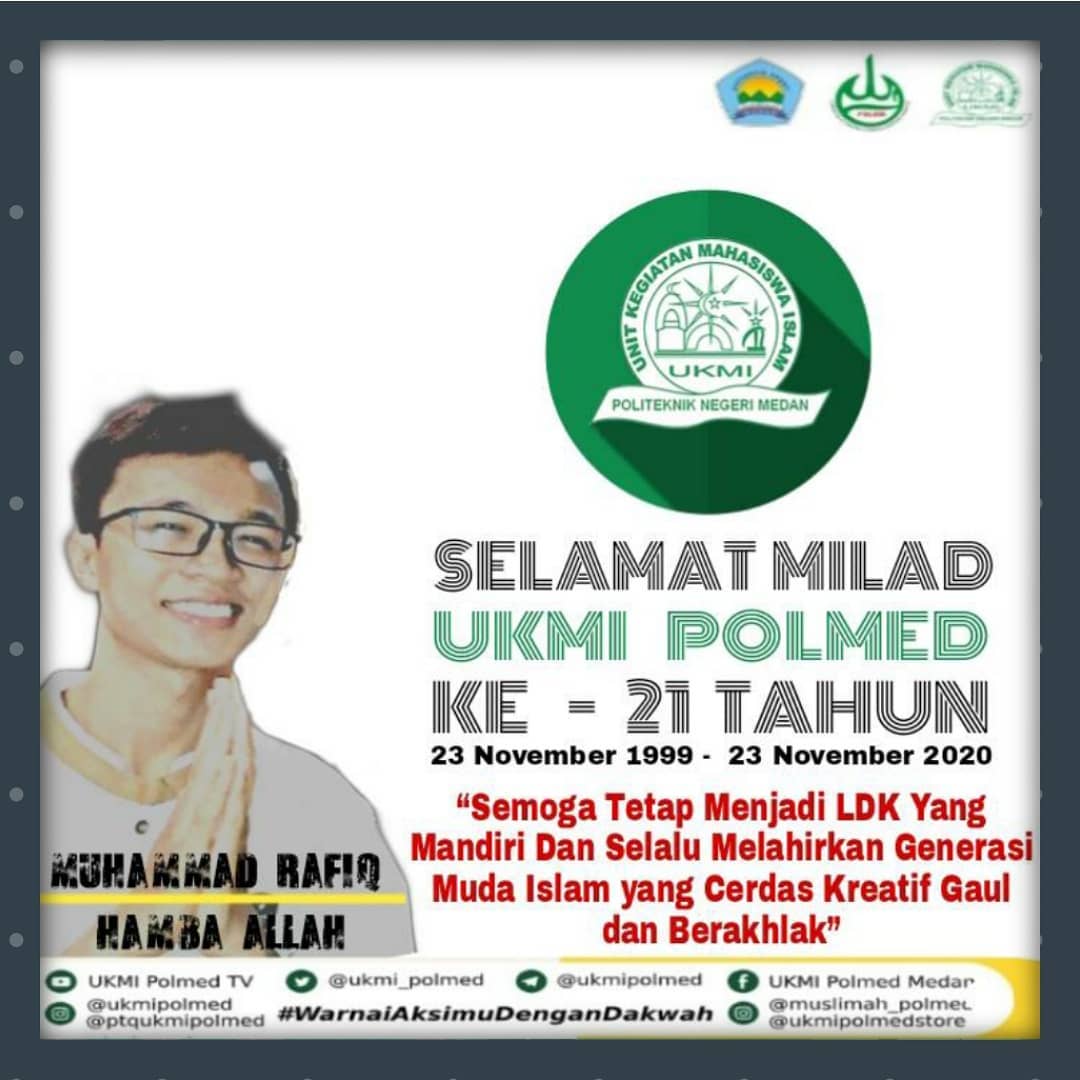 UNIT KEGIATAN MAHASISWA ISLAM
UKMI
POLITEKNIK NEGERI MEDAN
SELAMAT MILAD
UKMI POLMED
KE - 21 TAHUN
23 November 1999 - 23 November 2020
“Semoga Tetap Menjadi LDK Yang
Mandiri Dan Selalu Melahirkan Generasi
Muda Islam yang Cerdas Kreatif Gaul
dan Berakhlak”
MUHAMMAD RAFIQ
HAMBA ALLAH
UKMI Polmed TV
@ukmi_polmed
@ukmipolmed
UKMI Polmed Medan
@ukmipolmed
@ptqukmipolmed
#WarnaiAksimuDenganDakwah
@muslimah_polmed
@ukmipolmedstore